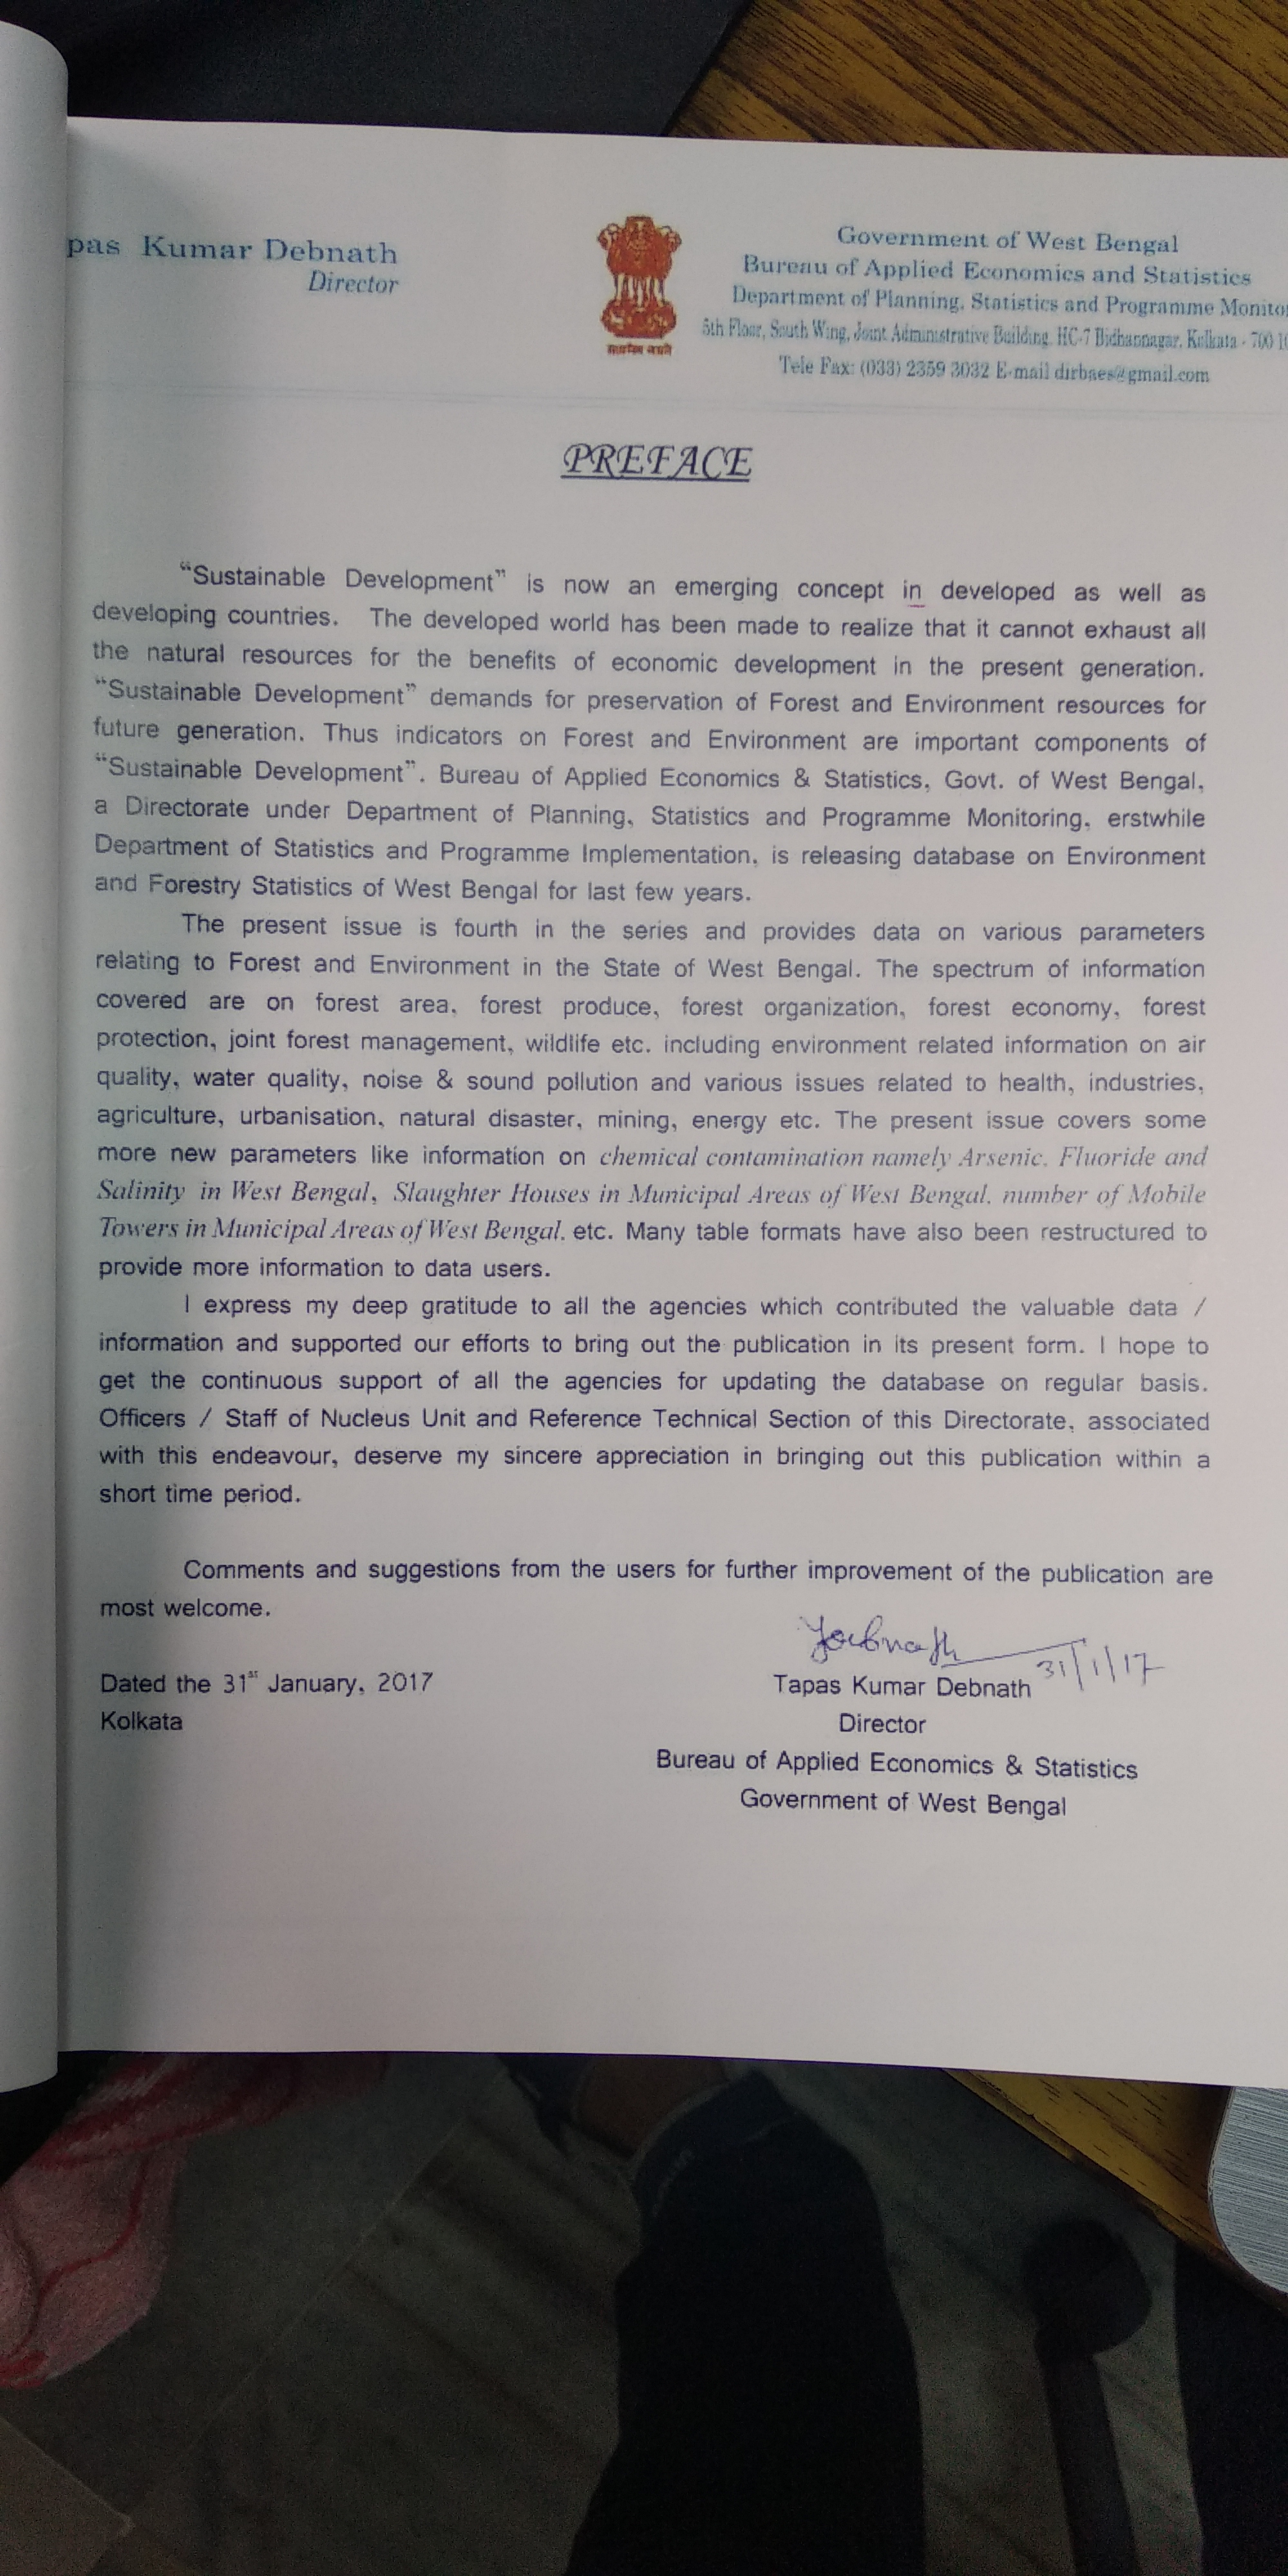 pas Kumar Debnath
Director
सत्यमेव जयते
Government of West Bengal
Bureau of Applied Economics and Statistics
Department of Planning, Statistics and Programme Monito
5th Floor, South Wing, Joint Administrative Building, HC-7 Bidhannagar, Kolkata - 700 10
Tele Fax: (033) 2359 3032 E-mail dirbaes@gmail.com
PREFACE
“Sustainable Development” is now an emerging concept in developed as well as
developing countries. The developed world has been made to realize that it cannot exhaust all
the natural resources for the benefits of economic development in the present generation.
“Sustainable Development” demands for preservation of Forest and Environment resources for
future generation. Thus indicators on Forest and Environment are important components of
“Sustainable Development”. Bureau of Applied Economics & Statistics, Govt. of West Bengal,
a Directorate under Department of Planning, Statistics and Programme Monitoring, erstwhile
Department of Statistics and Programme Implementation, is releasing database on Environment
and Forestry Statistics of West Bengal for last few years.
The present issue is fourth in the series and provides data on various parameters
relating to Forest and Environment in the State of West Bengal. The spectrum of information
covered are on forest area, forest produce, forest organization, forest economy, forest
protection, joint forest management, wildlife etc. including environment related information on air
quality, water quality, noise & sound pollution and various issues related to health, industries,
agriculture, urbanisation, natural disaster, mining, energy etc. The present issue covers some
more new parameters like information on chemical contamination namely Arsenic, Fluoride and
Salinity in West Bengal, Slaughter Houses in Municipal Areas of West Bengal, number of Mobile
Towers in Municipal Areas of West Bengal, etc. Many table formats have also been restructured to
provide more information to data users.
I express my deep gratitude to all the agencies which contributed the valuable data /
information and supported our efforts to bring out the publication in its present form. I hope to
get the continuous support of all the agencies for updating the database on regular basis.
Officers / Staff of Nucleus Unit and Reference Technical Section of this Directorate, associated
with this endeavour, deserve my sincere appreciation in bringing out this publication within a
short time period.
Comments and suggestions from the users for further improvement of the publication are
most welcome.
31/1/17
Dated the 31st January, 2017
Tapas Kumar Debnath
Kolkata
Director
Bureau of Applied Economics & Statistics
Government of West Bengal